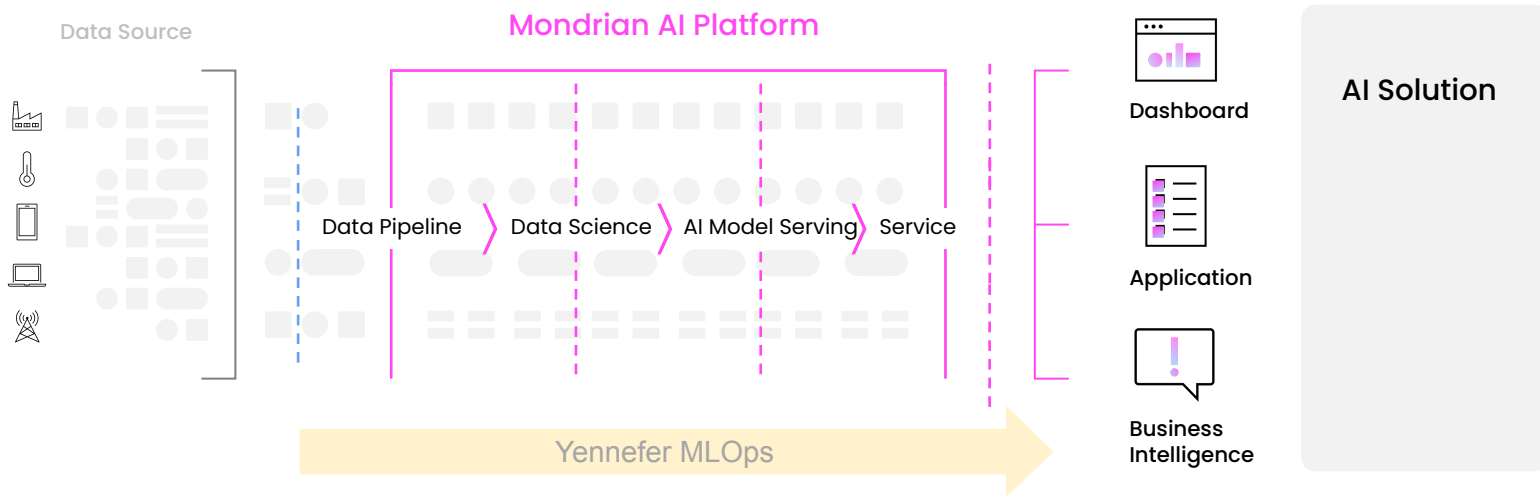 Data Source
Mondrian AI Platform
Data Pipeline
Data Science
AI Model Serving
Service
Yennefer MLOps
Dashboard
Application
Business
Intelligence
AI Solution